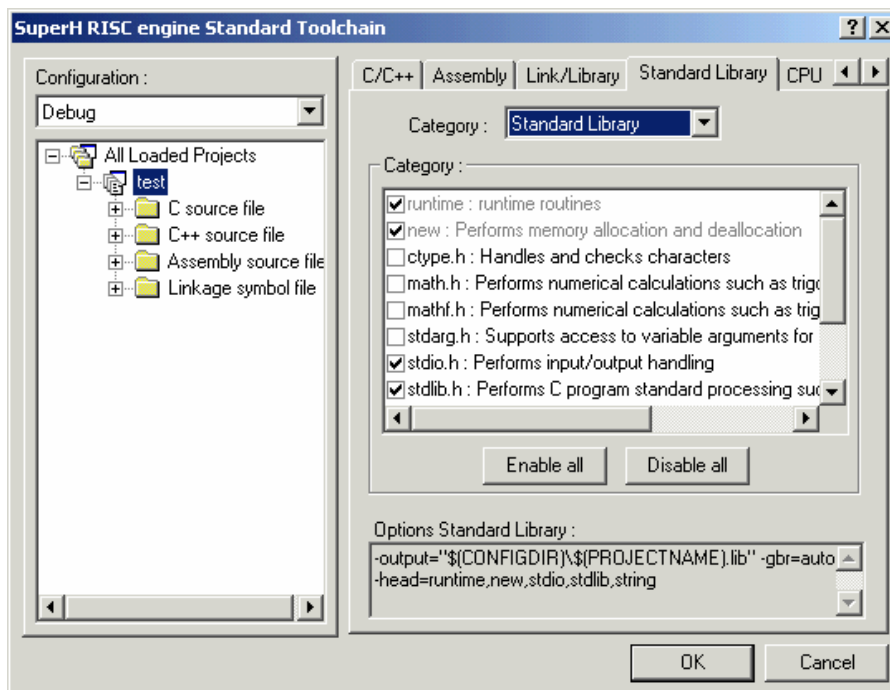 SuperH RISC engine Standard Toolchain
Configuration :
Debug
All Loaded Projects
test
C source file
C++ source file
Assembly source file
Linkage symbol file
C/C++ Assembly Link/Library Standard Library CPU
Category : Standard Library
Category :
runtime : runtime routines
new : Performs memory allocation and deallocation
ctype.h : Handles and checks characters
math.h : Performs numerical calculations such as trigo
mathf.h : Performs numerical calculations such as trig
stdarg.h : Supports access to variable arguments for
stdio.h : Performs input/output handling
stdlib.h : Performs C program standard processing suc
Enable all Disable all
Options Standard Library :
-output="$(CONFIGDIR)\$(PROJECTNAME).lib" -gbr=auto
-head=runtime,new,stdio,stdlib,string
OK Cancel